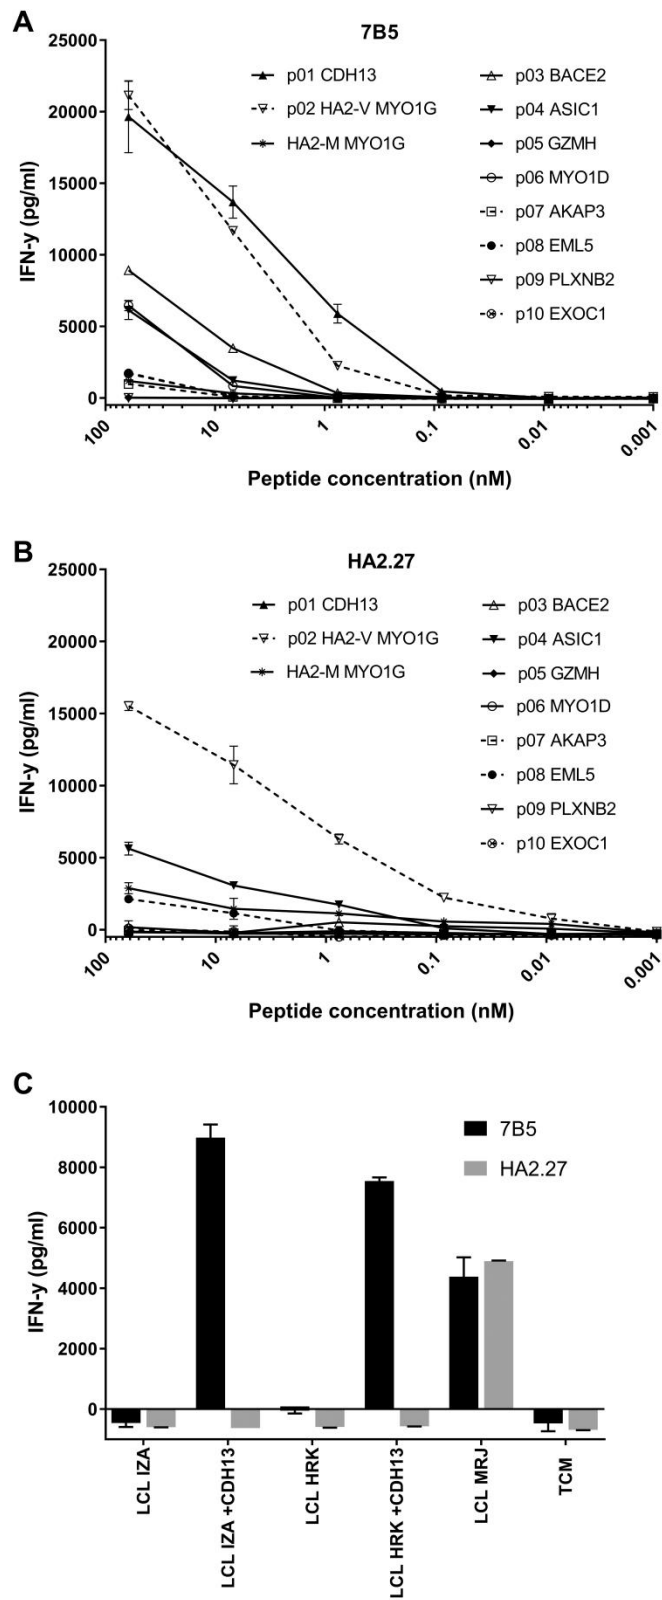 A
7B5
25000
20000
15000
10000
5000
0
IFN-y (pg/ml)
p01 CDH13
p02 HA2-V MYO1G
HA2-M MYO1G
p03 BACE2
p04 ASIC1
p05 GZMH
p06 MYO1D
p07 AKAP3
p08 EML5
p09 PLXNB2
p10 EXOC1
100
10
1
0.1
0.01
0.001
Peptide concentration (nM)
B
HA2.27
25000
20000
15000
10000
5000
0
IFN-y (pg/ml)
p01 CDH13
p02 HA2-V MYO1G
HA2-M MYO1G
p03 BACE2
p04 ASIC1
p05 GZMH
p06 MYO1D
p07 AKAP3
p08 EML5
p09 PLXNB2
p10 EXOC1
100
10
1
0.1
0.01
0.001
Peptide concentration (nM)
C
10000
8000
6000
4000
2000
0
IFN-y (pg/ml)
7B5
HA2.27
LCL IZA
LCL IZA +CDH13
LCL HRK
LCL HRK +CDH13
LCL MRJ
TCM